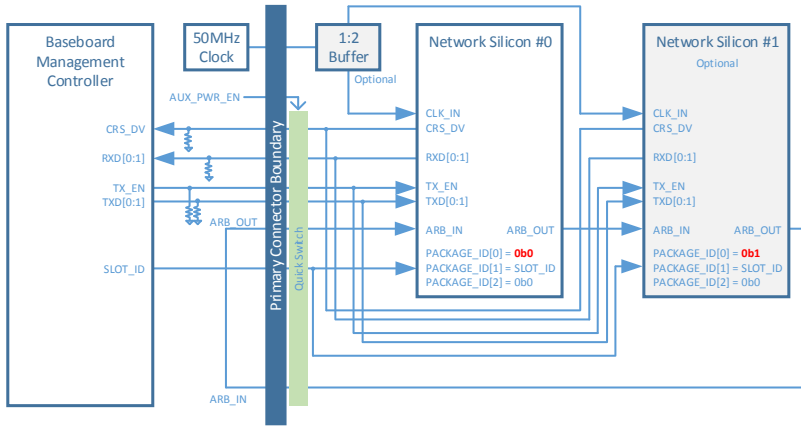 Baseboard
Management
Controller
50MHz
Clock
1:2
Buffer
Optional
Network Silicon #0
Network Silicon #1
Optional
AUX_PWR_EN
CLK_IN
CLK_IN
CRS_DV
CRS_DV
CRS_DV
RXD[0:1]
RXD[0:1]
RXD[0:1]
TX_EN
TX_EN
TX_EN
TXD[0:1]
TXD[0:1]
TXD[0:1]
ARB_OUT
ARB_IN
ARB_OUT
ARB_IN
ARB_OUT
PACKAGE_ID[0] = 0b0
PACKAGE_ID[1] = SLOT_ID
PACKAGE_ID[2] = 0b0
PACKAGE_ID[0] = 0b1
PACKAGE_ID[1] = SLOT_ID
PACKAGE_ID[2] = 0b0
SLOT_ID
Primary Connector Boundary
Quick Switch
ARB_IN